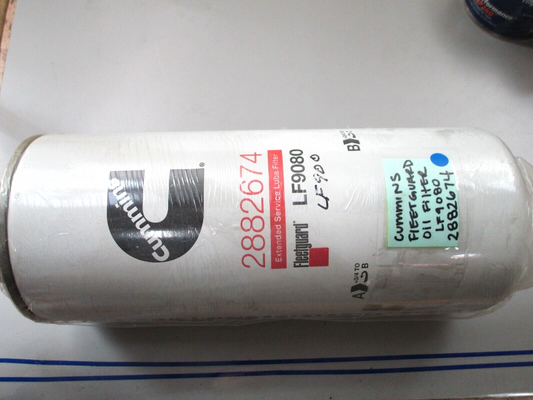 Cummins
2882674
Extended Service Lube Filter
Fleetguard LF9080
LF900
CUMMINS
FLEETGUARD
OIL FILTER
LF9080
2882674